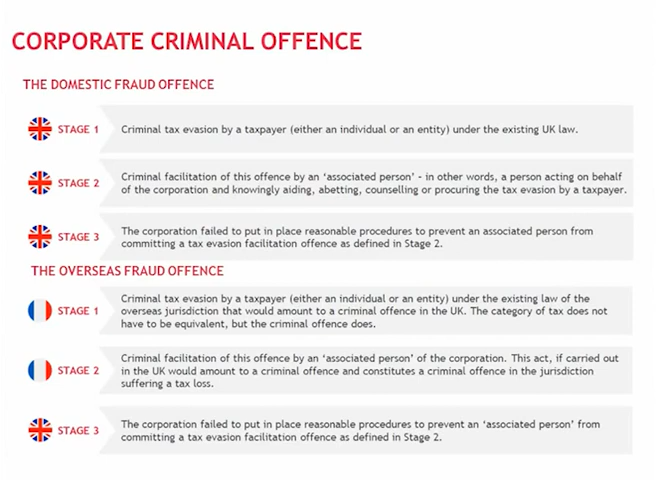 CORPORATE CRIMINAL OFFENCE
THE DOMESTIC FRAUD OFFENCE
STAGE 1
Criminal tax evasion by a taxpayer (either an individual or an entity) under the existing UK law.
STAGE 2
Criminal facilitation of this offence by an ‘associated person’ – in other words, a person acting on behalf
of the corporation and knowingly aiding, abetting, counselling or procuring the tax evasion by a taxpayer.
STAGE 3
The corporation failed to put in place reasonable procedures to prevent an associated person from
committing a tax evasion facilitation offence as defined in Stage 2.
THE OVERSEAS FRAUD OFFENCE
STAGE 1
Criminal tax evasion by a taxpayer (either an individual or an entity) under the existing law of the
overseas jurisdiction that would amount to a criminal offence in the UK. The category of tax does not
have to be equivalent, but the criminal offence does.
STAGE 2
Criminal facilitation of this offence by an ‘associated person’ of the corporation. This act, if carried out
in the UK would amount to a criminal offence and constitutes a criminal offence in the jurisdiction
suffering a tax loss.
STAGE 3
The corporation failed to put in place reasonable procedures to prevent an ‘associated person’ from
committing a tax evasion facilitation offence as defined in Stage 2.